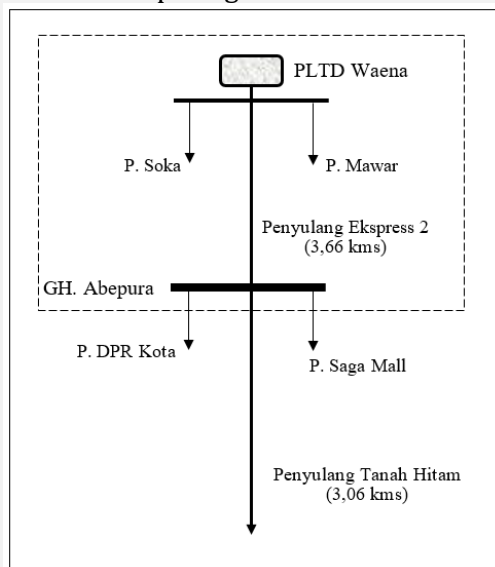 PLTD Waena
P. Soka
P. Mawar
Penyulang Ekspress 2
(3,66 kms)
GH. Abepura
P. DPR Kota
P. Saga Mall
Penyulang Tanah Hitam
(3,06 kms)